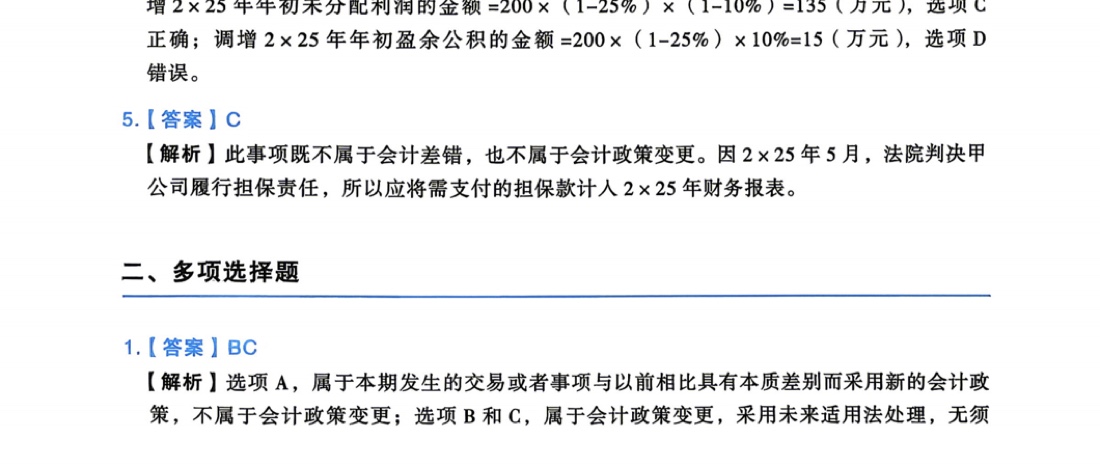 增 2×25 年年初未分配利润的金额 =200×（1-25%）×（1-10%）=135（万元），选项 C
正确；调增 2×25 年年初盈余公积的金额 =200×（1-25%）×10%=15（万元），选项 D
错误。
5.【答案】C
【解析】此事项既不属于会计差错，也不属于会计政策变更。因 2×25 年 5 月，法院判决甲
公司履行担保责任，所以应将需支付的担保款计入 2×25 年财务报表。
二、多项选择题
1.【答案】BC
【解析】选项 A，属于本期发生的交易或者事项与以前相比具有本质差别而采用新的会计政
策，不属于会计政策变更；选项 B 和 C，属于会计政策变更，采用未来适用法处理，无须